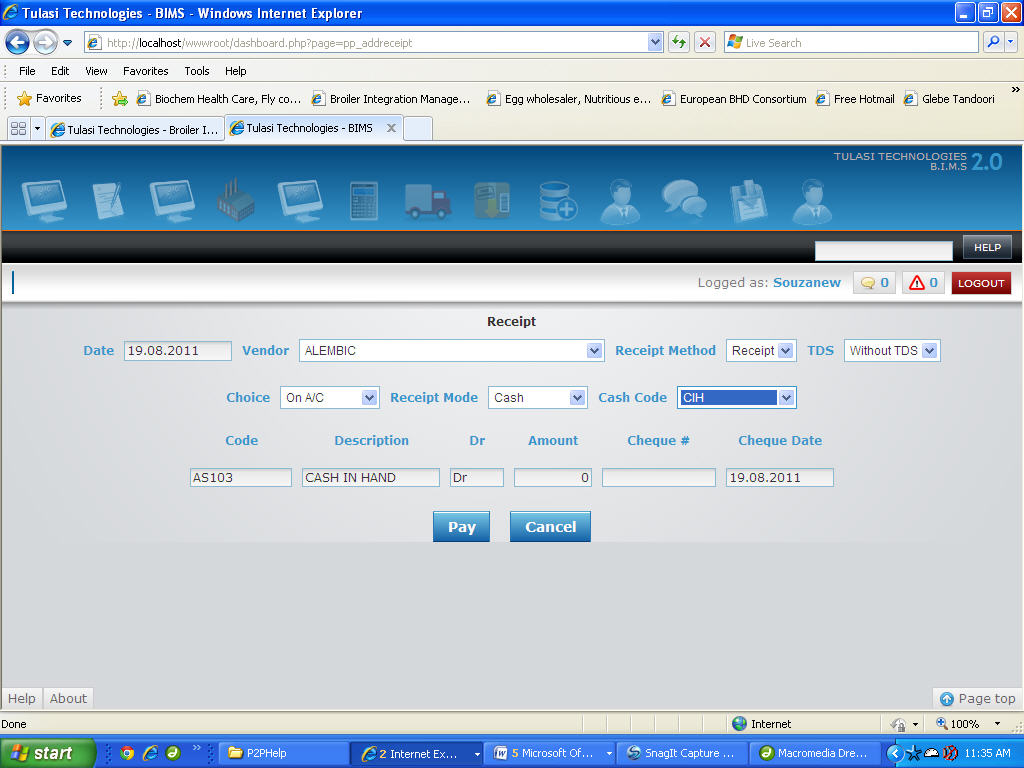 Tulasi Technologies - BIMS - Windows Internet Explorer
http://localhost/wwwroot/dashboard.php?page=pp_addreceipt
Live Search
File Edit View Favorites Tools Help
Favorites Biochem Health Care, Fly co... Broiler Integration Manage... Egg wholesaler, Nutritious e... European BHD Consortium Free Hotmail Glebe Tandoori »
Tulasi Technologies - Broiler I... Tulasi Technologies - BIMS X
TULASI TECHNOLOGIES 2.0
B.I.M.S
HELP
Logged as: Souzanew 0 0 LOGOUT
Receipt
Date 19.08.2011 Vendor ALEMBIC Receipt Method Receipt TDS Without TDS
Choice On A/C Receipt Mode Cash Cash Code CIH
Code Description Dr Amount Cheque # Cheque Date
AS103 CASH IN HAND Dr 0 19.08.2011
Pay Cancel
Help About Page top
Done Internet 100%
start » P2PHelp 2 Internet Ex... 5 Microsoft Of... SnagIt Capture ... Macromedia Dre... 11:35 AM